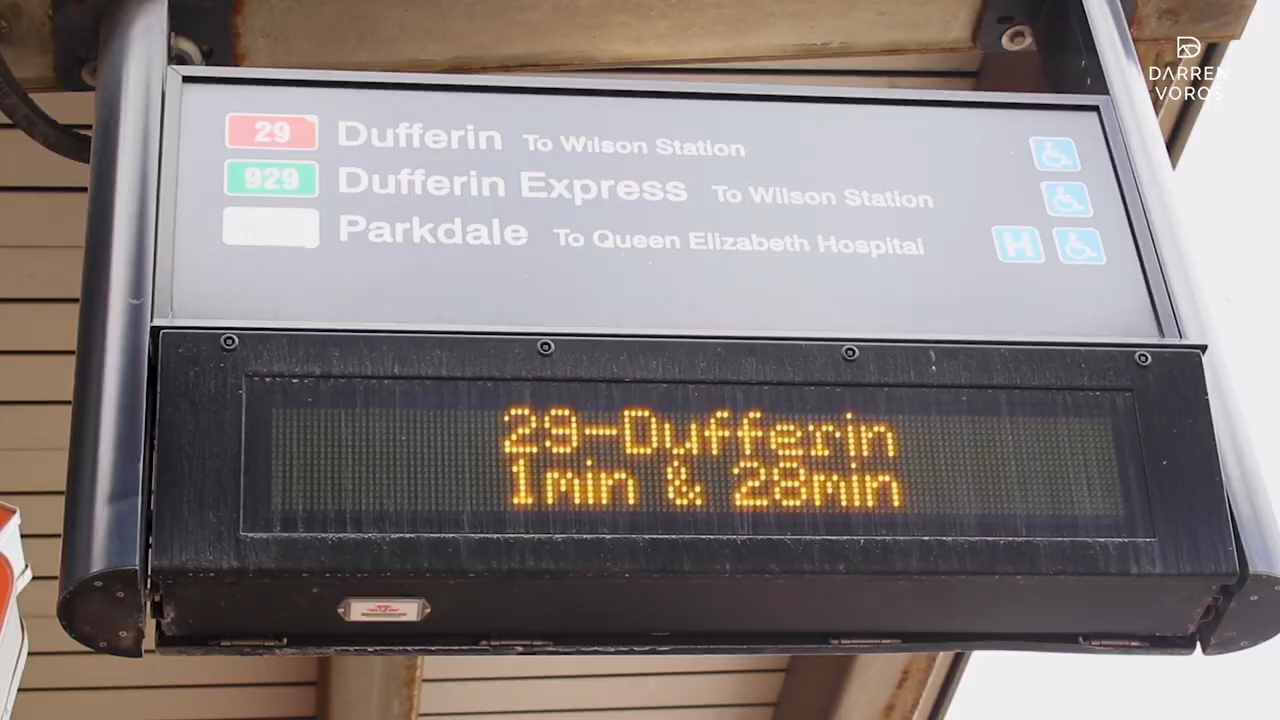 DARREN
VOROS
29 Dufferin To Wilson Station
929 Dufferin Express To Wilson Station
Parkdale To Queen Elizabeth Hospital
H
29-Dufferin
1min & 28min